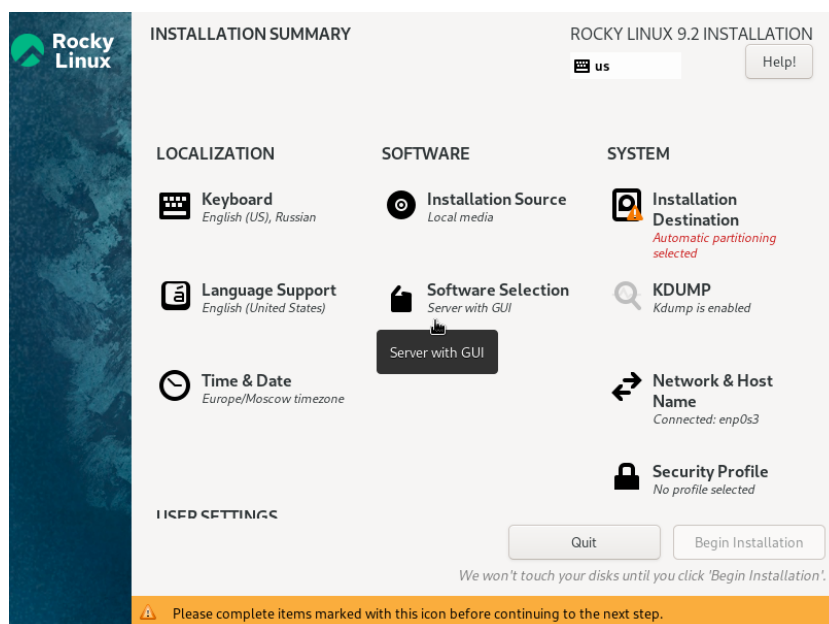 Rocky
Linux
INSTALLATION SUMMARY
ROCKY LINUX 9.2 INSTALLATION
us
Help!
LOCALIZATION
Keyboard
English (US), Russian
Language Support
English (United States)
Time & Date
Europe/Moscow timezone
SOFTWARE
Installation Source
Local media
Software Selection
Server with GUI
Server with GUI
SYSTEM
Installation
Destination
Automatic partitioning
selected
KDUMP
Kdump is enabled
Network & Host
Name
Connected: enp0s3
Security Profile
No profile selected
USER SETTINGS
Quit
Begin Installation
We won't touch your disks until you click 'Begin Installation'.
Please complete items marked with this icon before continuing to the next step.